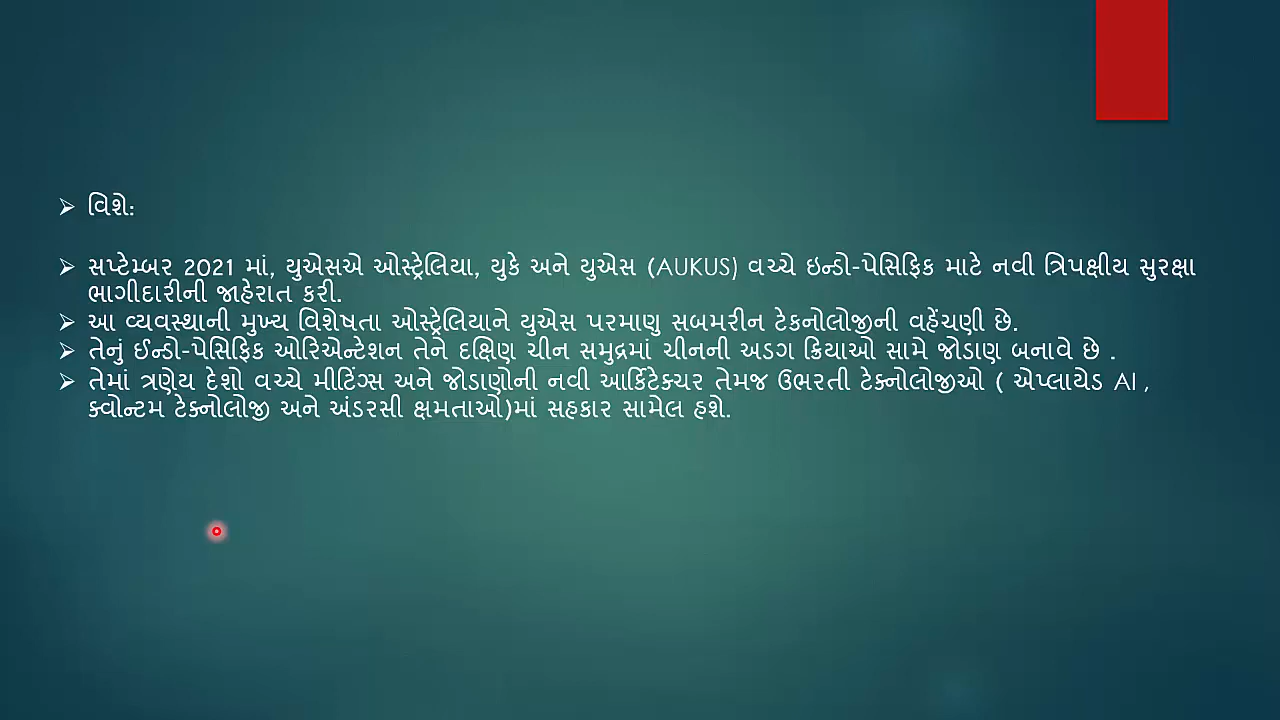 વિશે:
સપ્ટેમ્બર 2021 માં, યુએસએ ઓસ્ટ્રેલિયા, યુકે અને યુએસ (AUKUS) વચ્ચે ઇન્ડો-પેસિફિક માટે નવી ત્રિપક્ષીય સુરક્ષા
ભાગીદારીની જાહેરાત કરી.
આ વ્યવસ્થાની મુખ્ય વિશેષતા ઓસ્ટ્રેલિયાને યુએસ પરમાણુ સબમરીન ટેકનોલોજીની વહેંચણી છે.
તેનું ઈન્ડો-પેસિફિક ઓરિએન્ટેશન તેને દક્ષિણ ચીન સમુદ્રમાં ચીનની અડગ ક્રિયાઓ સામે જોડાણ બનાવે છે .
તેમાં ત્રણેય દેશો વચ્ચે મીટિંગ્સ અને જોડાણોની નવી આર્કિટેક્ચર તેમજ ઉભરતી ટેક્નોલોજીઓ ( એપ્લાયેડ AI ,
ક્વોન્ટમ ટેક્નોલોજી અને અંડરસી ક્ષમતાઓ)માં સહકાર સામેલ હશે.